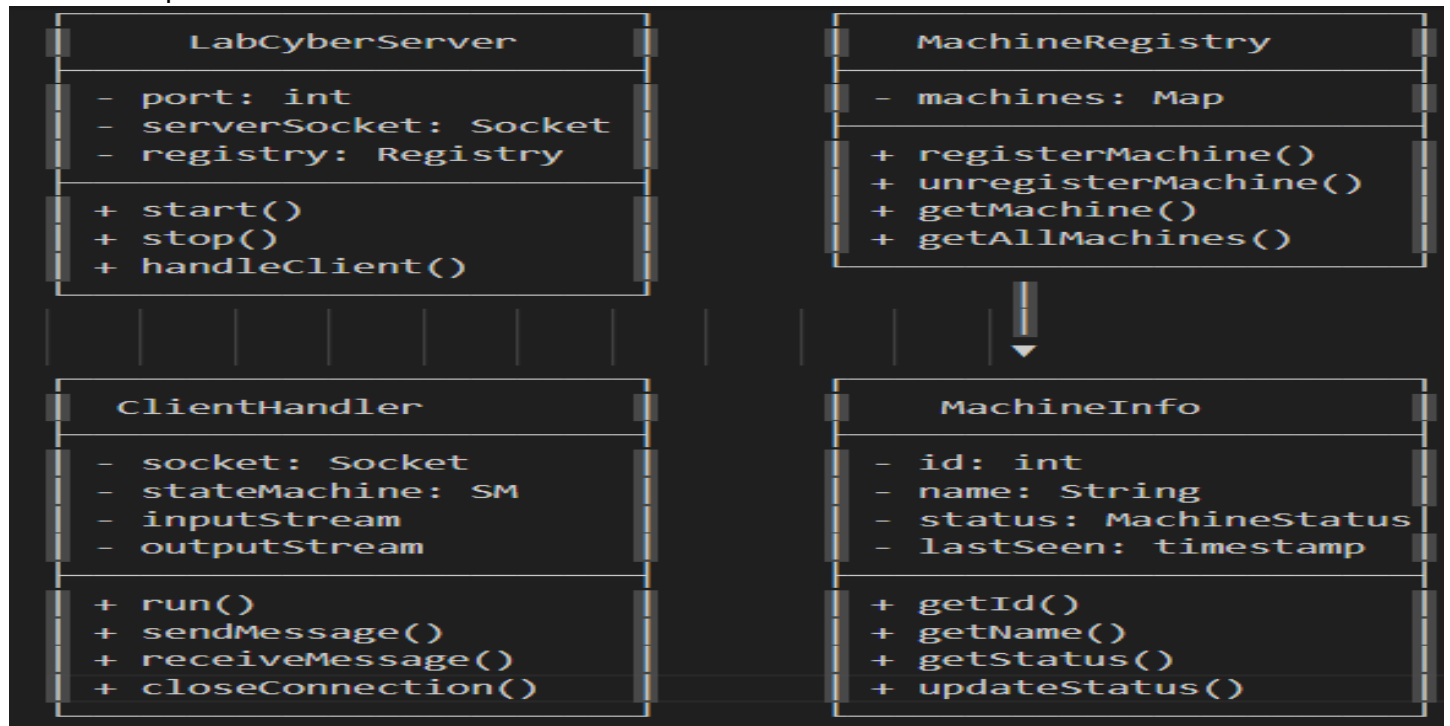 LabCyberServer
- port: int
- serverSocket: Socket
- registry: Registry
+ start()
+ stop()
+ handleClient()
MachineRegistry
- machines: Map
+ registerMachine()
+ unregisterMachine()
+ getMachine()
+ getAllMachines()
ClientHandler
- socket: Socket
- stateMachine: SM
- inputStream
- outputStream
+ run()
+ sendMessage()
+ receiveMessage()
+ closeConnection()
MachineInfo
- id: int
- name: String
- status: MachineStatus
- lastSeen: timestamp
+ getId()
+ getName()
+ getStatus()
+ updateStatus()